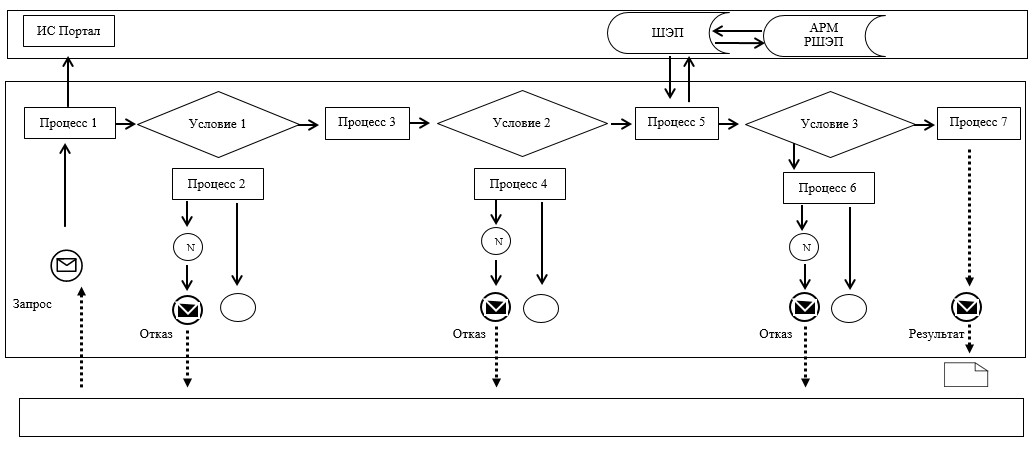 ИС Портал
ШЭП
АРМ
РШЭП
Процесс 1
Условие 1
Процесс 3
Условие 2
Процесс 5
Условие 3
Процесс 7
Процесс 2
Процесс 4
Процесс 6
N
N
N
Запрос
Отказ
Отказ
Отказ
Результат